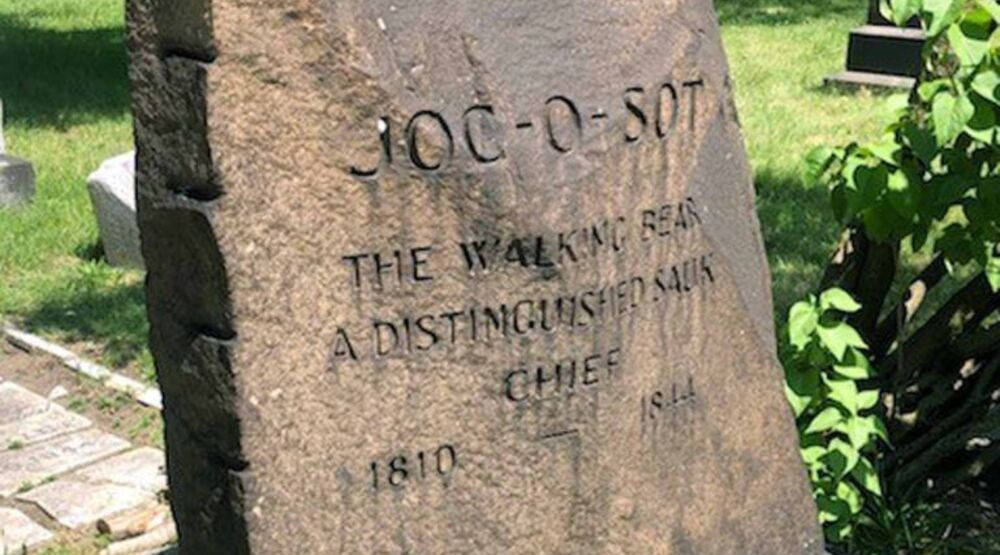 JOC-O-SOT
THE WALKING BEAR
A DISTINGUISHED SAUK
CHIEF
1810 — 1844